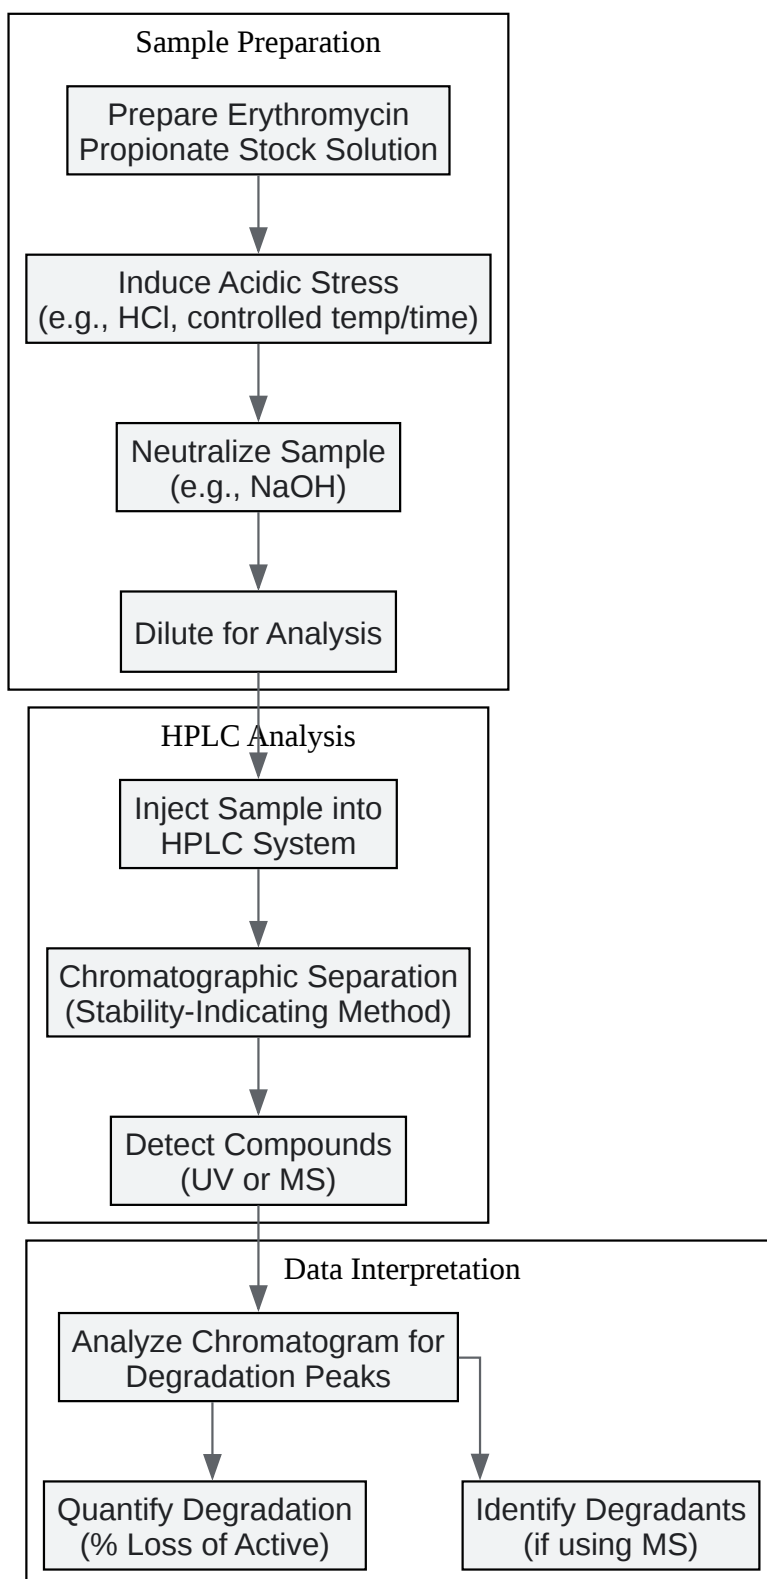 Sample Preparation
Prepare Erythromycin
Propionate Stock Solution
Induce Acidic Stress
(e.g., HCl, controlled temp/time)
Neutralize Sample
(e.g., NaOH)
Dilute for Analysis
HPLC Analysis
Inject Sample into
HPLC System
Chromatographic Separation
(Stability-Indicating Method)
Detect Compounds
(UV or MS)
Data Interpretation
Analyze Chromatogram for
Degradation Peaks
Quantify Degradation
(% Loss of Active)
Identify Degradants
(if using MS)